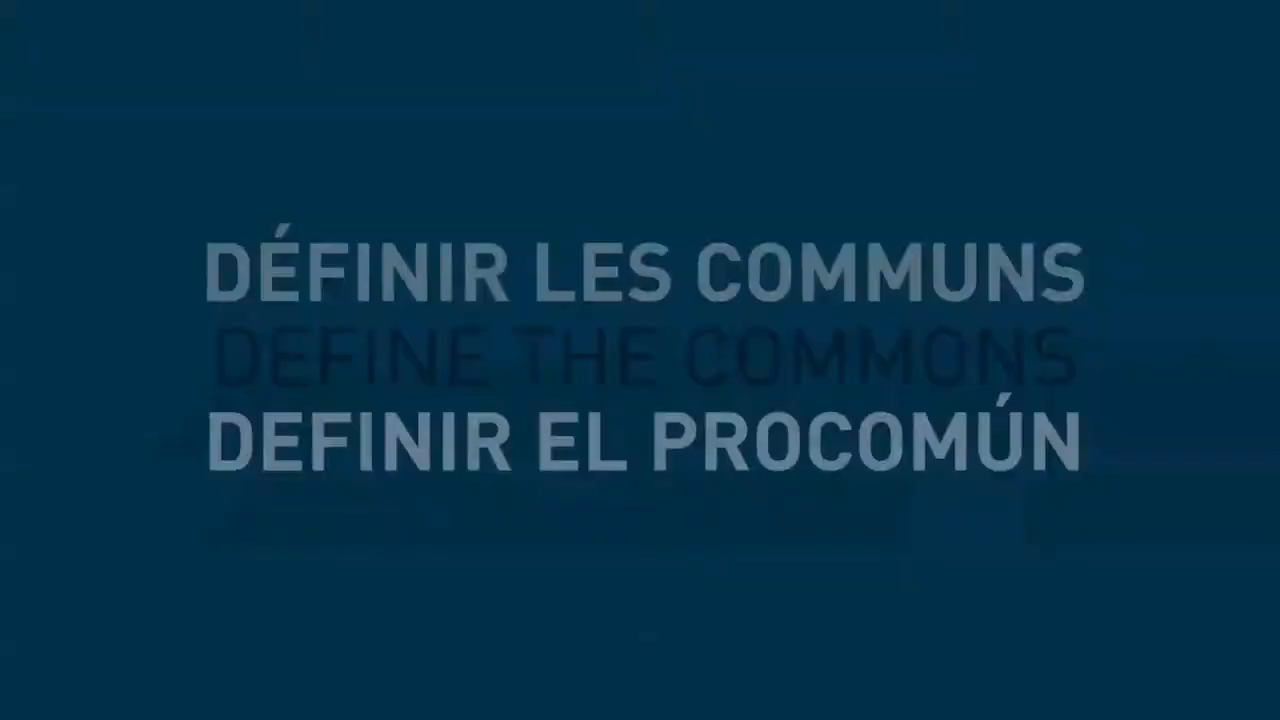 DÉFINIR LES COMMUNS
DEFINE THE COMMONS
DEFINIR EL PROCOMÚN